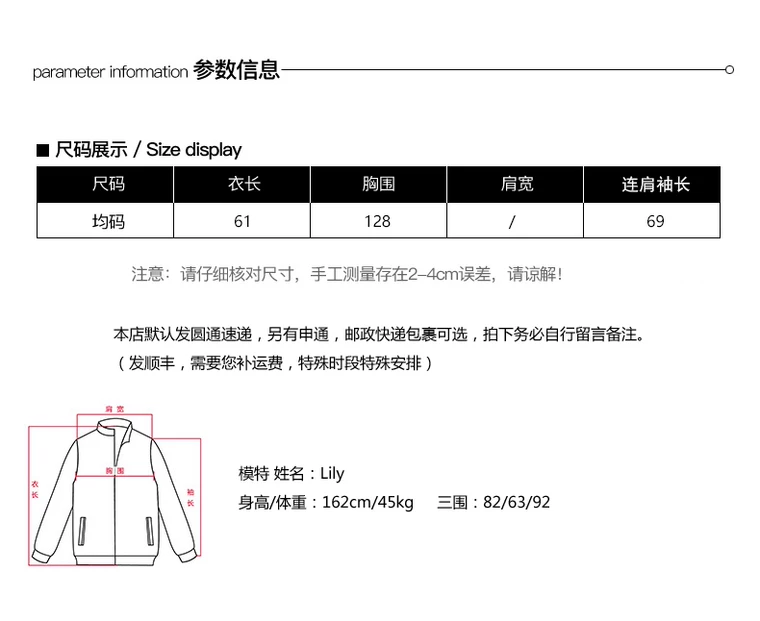 parameter information 参数信息
尺码展示 / Size display
尺码 衣长 胸围 肩宽 连肩袖长
均码 61 128 / 69
注意：请仔细核对尺寸，手工测量存在2-4cm误差，请谅解！
本店默认发圆通速递，另有申通，邮政快递包裹可选，拍下务必自行留言备注。
（发顺丰，需要您补运费，特殊时段特殊安排）
肩 宽
胸 围
衣长
袖长
模特 姓名：Lily
身高/体重：162cm/45kg 三围：82/63/92